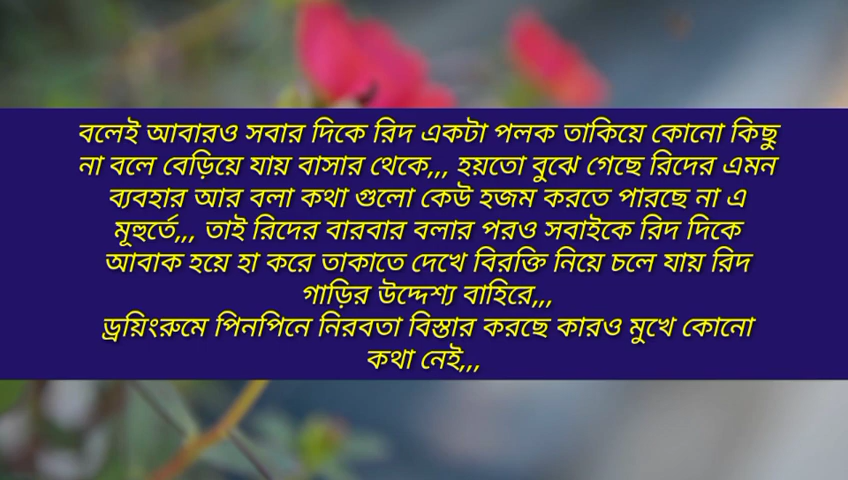 বলেই আবারও সবার দিকে রিদ একটা পলক তাকিয়ে কোনো কিছু
না বলে বেড়িয়ে যায় বাসার থেকে,,, হয়তো বুঝে গেছে রিদের এমন
ব্যবহার আর বলা কথা গুলো কেউ হজম করতে পারছে না এ
মূহুর্তে,,, তাই রিদের বারবার বলার পরও সবাইকে রিদ দিকে
আবাক হয়ে হা করে তাকাতে দেখে বিরক্তি নিয়ে চলে যায় রিদ
গাড়ির উদ্দেশ্য বাহিরে,,,
ড্রয়িংরুমে পিনপিনে নিরবতা বিস্তার করছে কারও মুখে কোনো
কথা নেই,,,